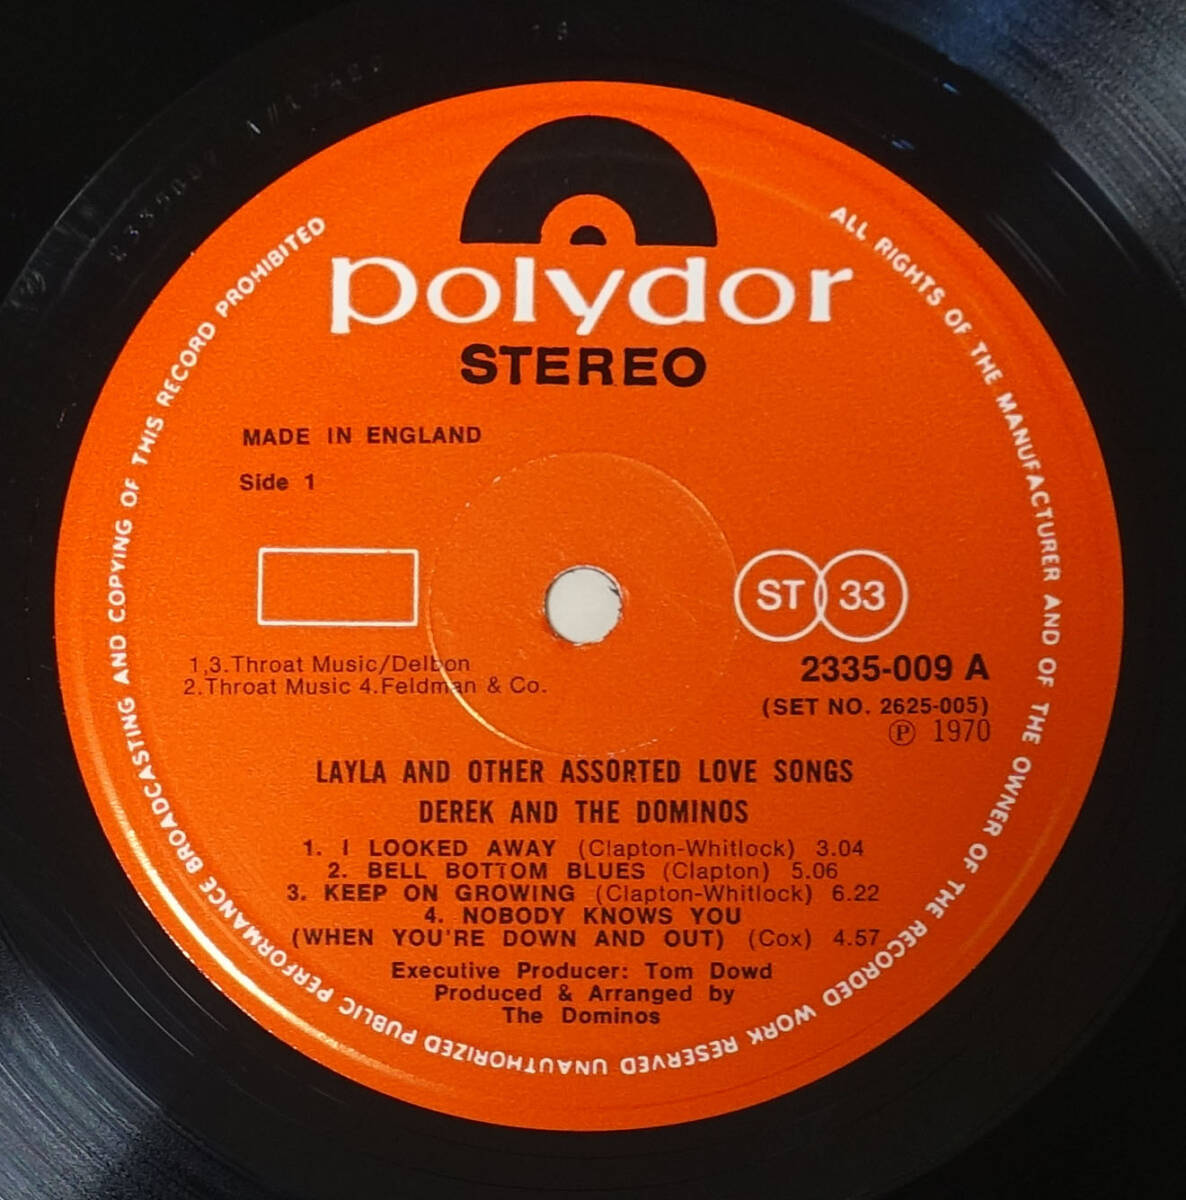 polydor
STEREO
MADE IN ENGLAND
Side 1
ST 33
1,3.Throat Music/Delbon
2.Throat Music 4.Feldman & Co.
2335-009 A
(SET NO. 2625-005)
℗ 1970
LAYLA AND OTHER ASSORTED LOVE SONGS
DEREK AND THE DOMINOS
1. I LOOKED AWAY (Clapton-Whitlock) 3.04
2. BELL BOTTOM BLUES (Clapton) 5.06
3. KEEP ON GROWING (Clapton-Whitlock) 6.22
4. NOBODY KNOWS YOU
(WHEN YOU'RE DOWN AND OUT) (Cox) 4.57
Executive Producer: Tom Dowd
Produced & Arranged by
The Dominos
ALL RIGHTS OF THE MANUFACTURER AND OF THE OWNER OF THE RECORDED WORK RESERVED UNAUTHORIZED PUBLIC PERFORMANCE BROADCASTING AND COPYING OF THIS RECORD PROHIBITED